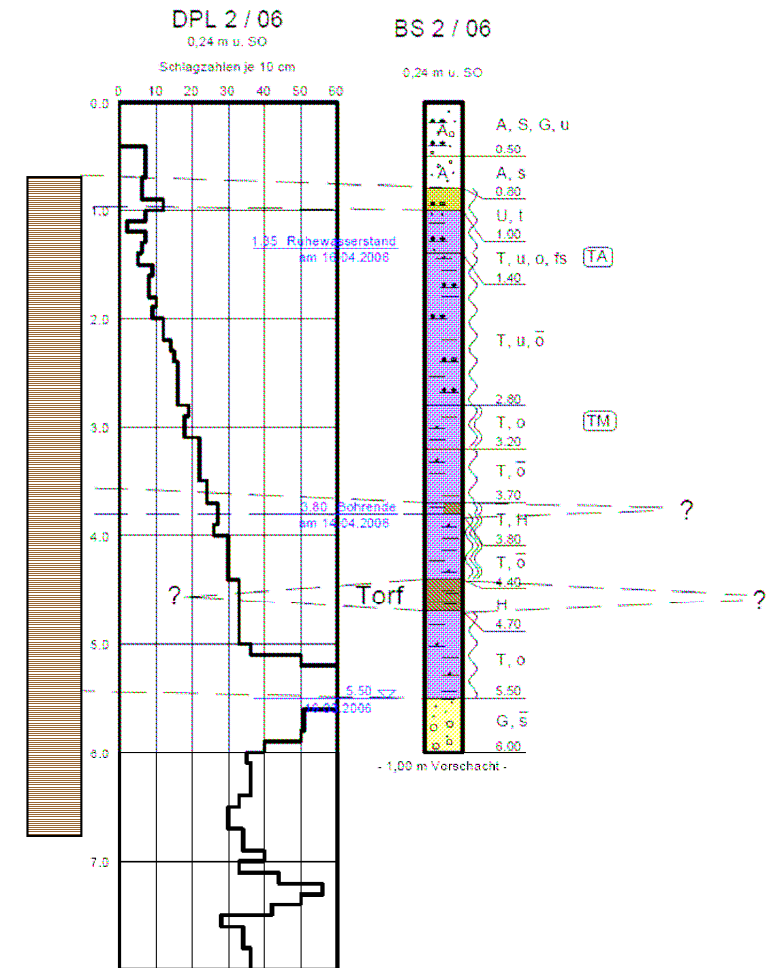 DPL 2 / 06
0,24 m u. SO
Schlagzahlen je 10 cm
0 10 20 30 40 50 60
0.0
1.0
2.0
3.0
4.0
5.0
6.0
7.0
1.35 Ruhewasserstand
am 16.04.2008
3.80 Bohrende
am 14.04.2008
5.50
?
Torf
BS 2 / 06
0,24 m u. SO
A
A
A, S, G, u
0.50
A, s
0.80
U, t
1.00
T, u, o, fs
TA
1.40
T, u, o̅
2.80
T, o
TM
3.20
T, o̅
3.70
?
T, H
3.80
T, o̅
4.40
?
H
4.70
T, o
5.50
G, s̅
6.00
- 1,00 m Vorschacht -